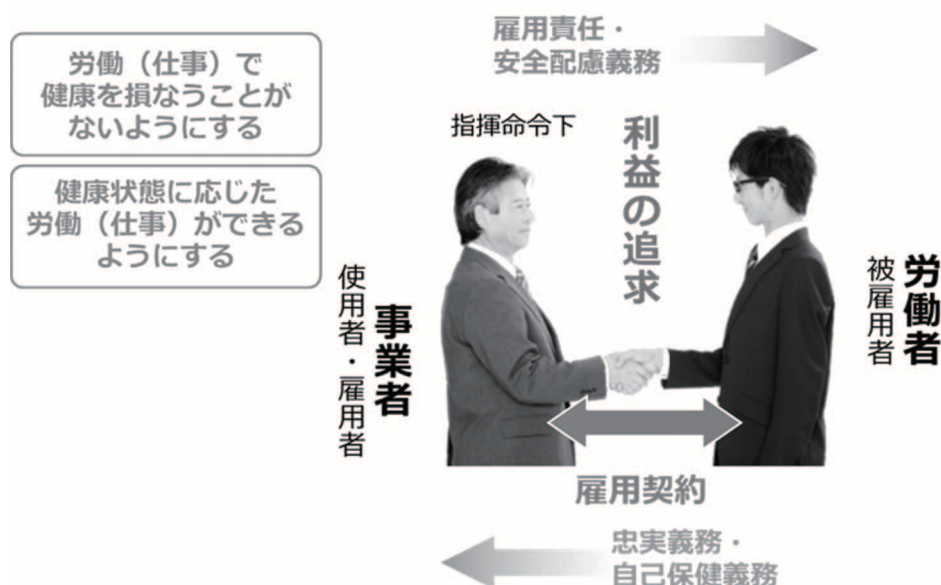 雇用責任・
安全配慮義務
労働（仕事）で
健康を損なうことが
ないようにする
健康状態に応じた
労働（仕事）ができる
ようにする
指揮命令下
利益の追求
使用者・雇用者
事業者
被雇用者
労働者
雇用契約
忠実義務・
自己保健義務